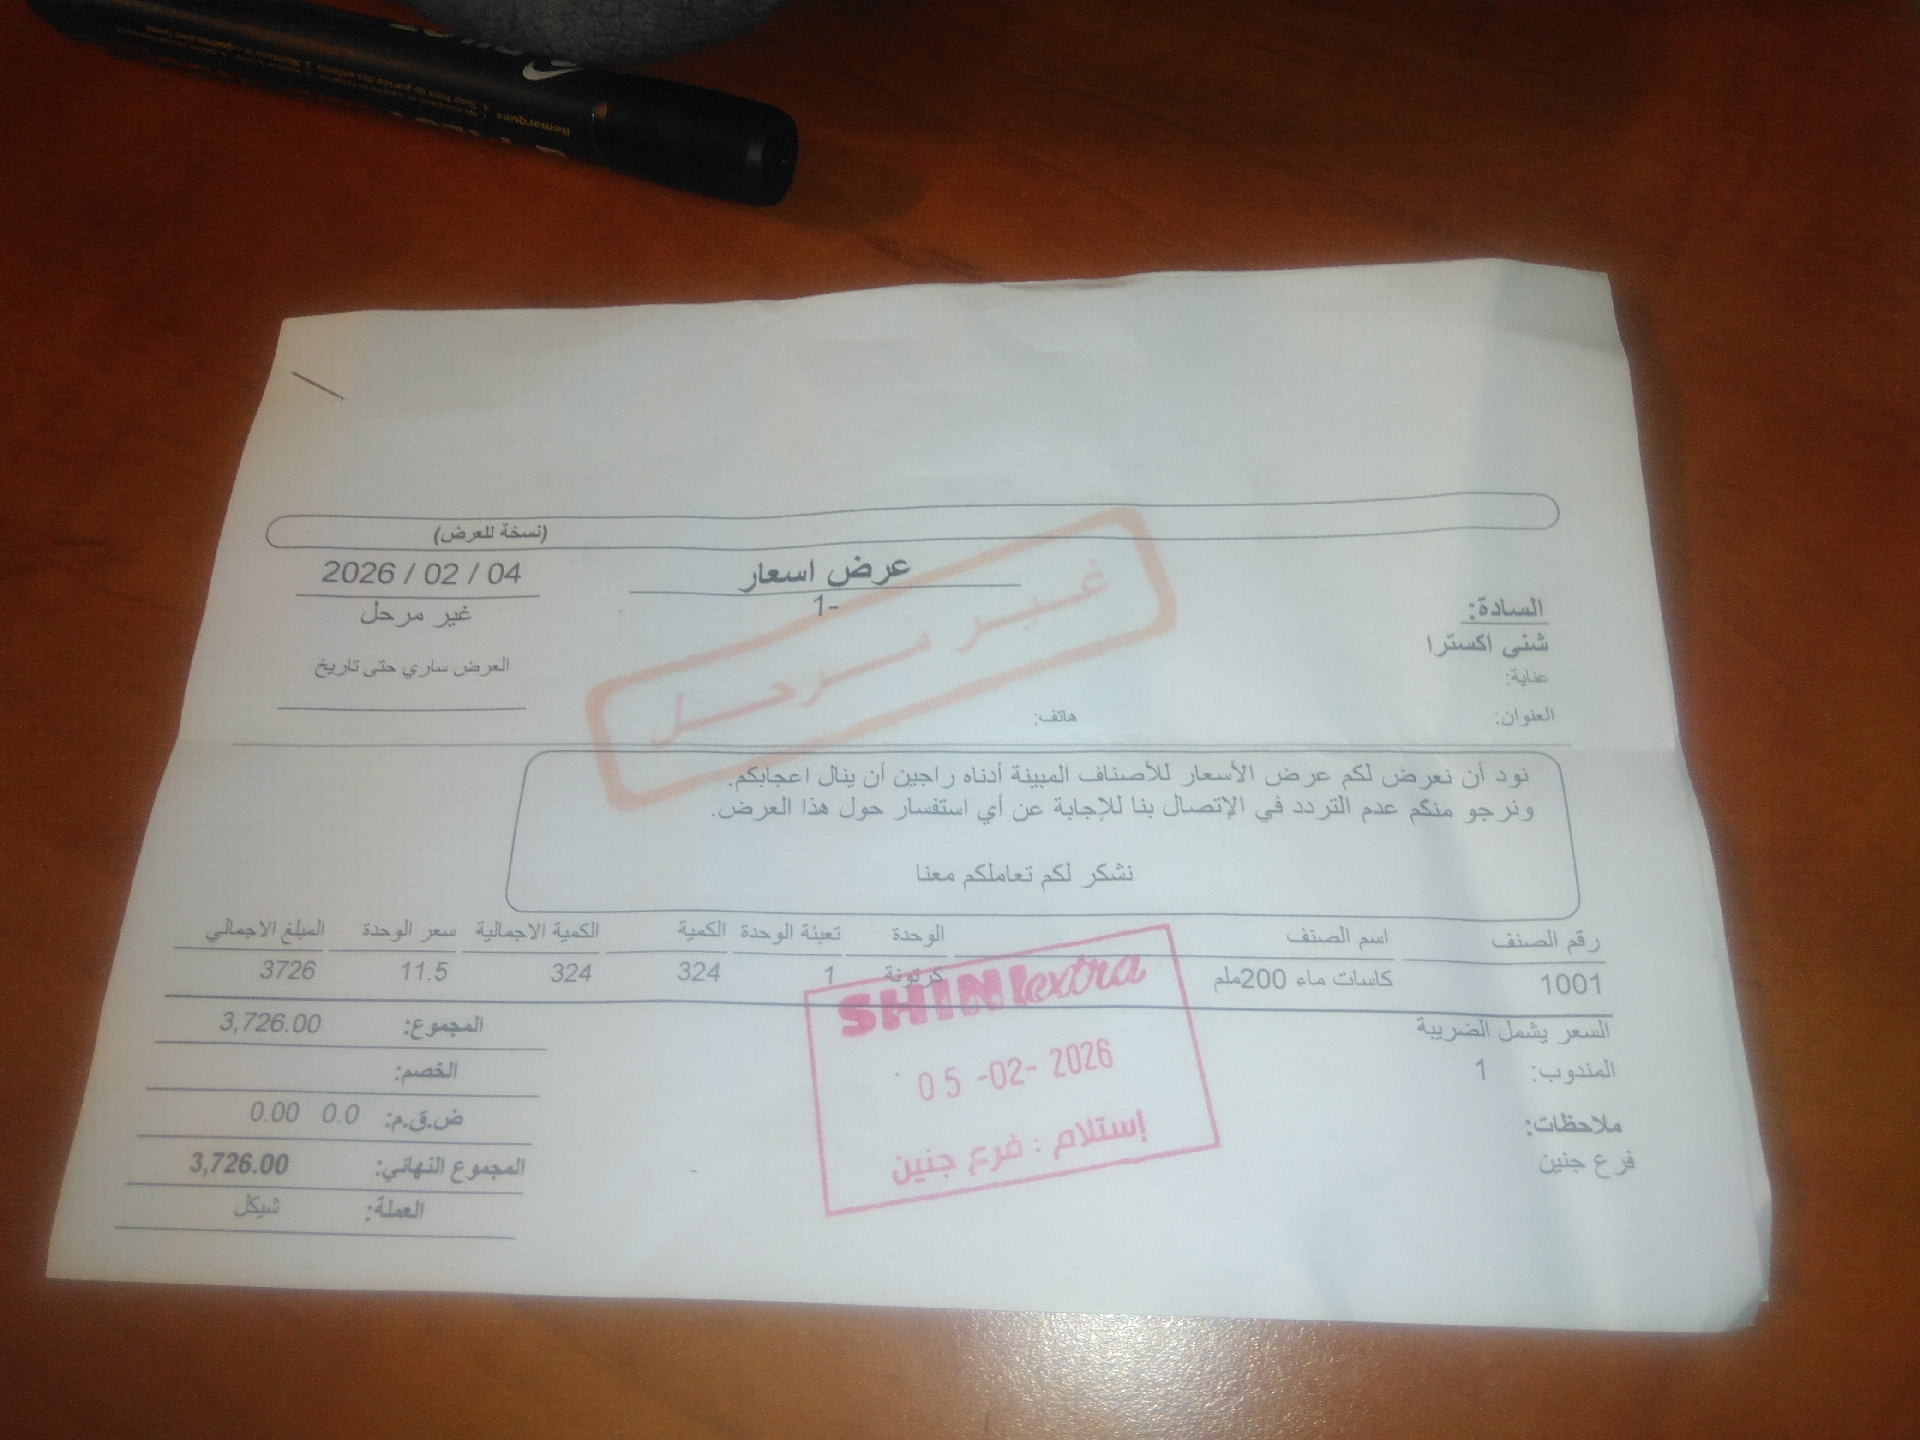 (نسخة للعرض)
عرض اسعار
2026 / 02 / 04
-1
غير مرحل
السادة:
شني اكسترا
العرض ساري حتى تاريخ
عناية:
العنوان:
هاتف:
غير مرحل
نود أن نعرض لكم عرض الأسعار للأصناف المبينة أدناه راجين أن ينال اعجابكم.
ونرجو منكم عدم التردد في الإتصال بنا للإجابة عن أي استفسار حول هذا العرض.
نشكر لكم تعاملكم معنا
رقم الصنف اسم الصنف الوحدة تعبئة الوحدة الكمية الكمية الاجمالية سعر الوحدة المبلغ الاجمالي
1001 كاسات ماء 200ملم كرتونة 1 324 324 11.5 3726
السعر يشمل الضريبة
المندوب: 1
ملاحظات:
فرع جنين
SHINI extra
05 -02- 2026
إستلام : فرع جنين
المجموع: 3,726.00
الخصم:
ض.ق.م: 0.0 0.00
المجموع النهائي: 3,726.00
العملة: شيكل
Remarques